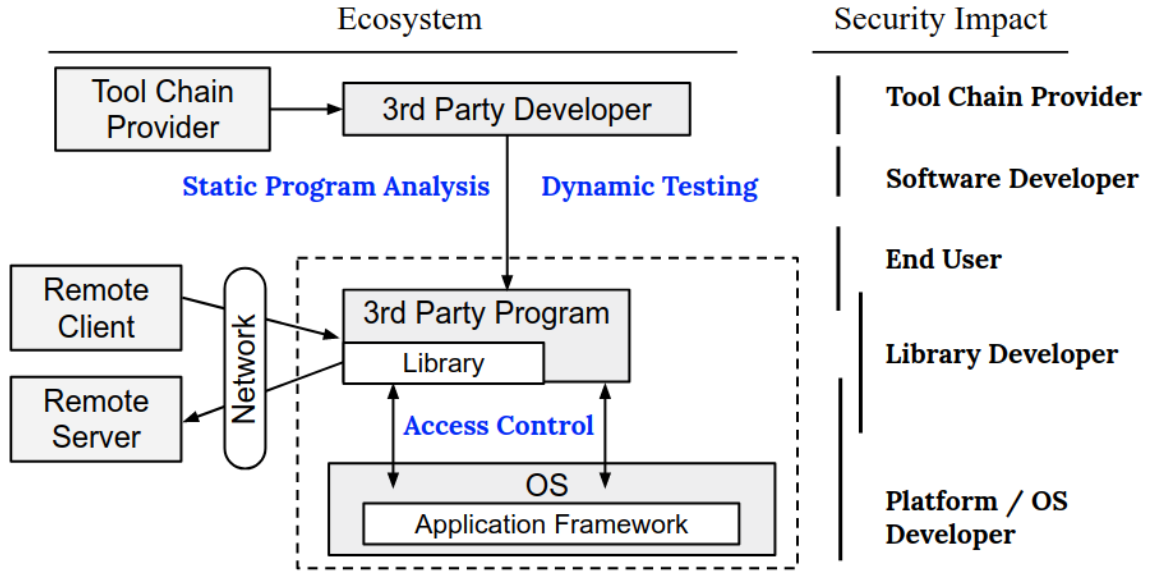 Ecosystem
Security Impact
Tool Chain
Provider
3rd Party Developer
Tool Chain Provider
Static Program Analysis
Dynamic Testing
Software Developer
End User
Remote
Client
Network
3rd Party Program
Library
Library Developer
Remote
Server
Access Control
OS
Application Framework
Platform / OS
Developer